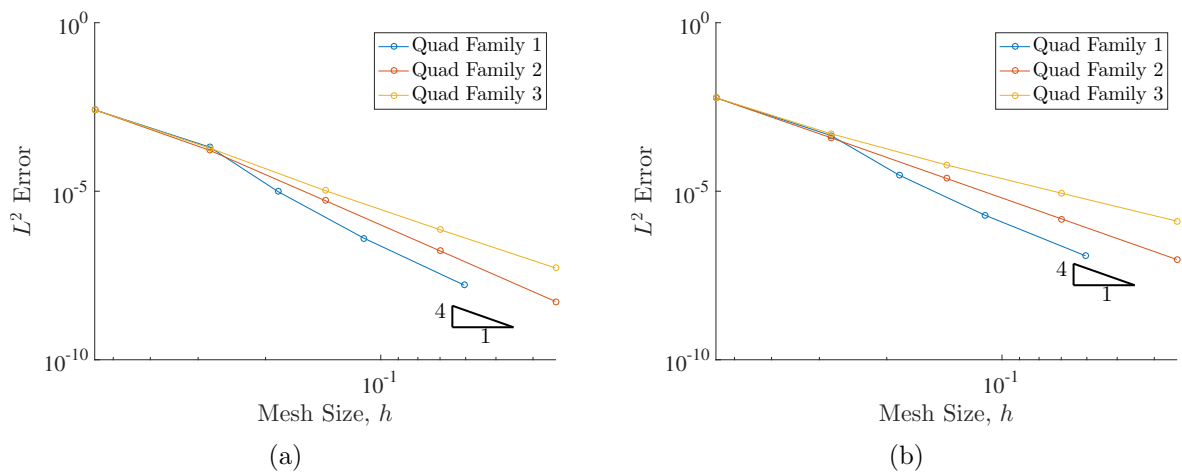 10^0
Quad Family 1
Quad Family 2
Quad Family 3
L^2 Error
10^-5
4
1
10^-10
10^-1
Mesh Size, h
(a)
10^0
Quad Family 1
Quad Family 2
Quad Family 3
L^2 Error
10^-5
4
1
10^-10
10^-1
Mesh Size, h
(b)